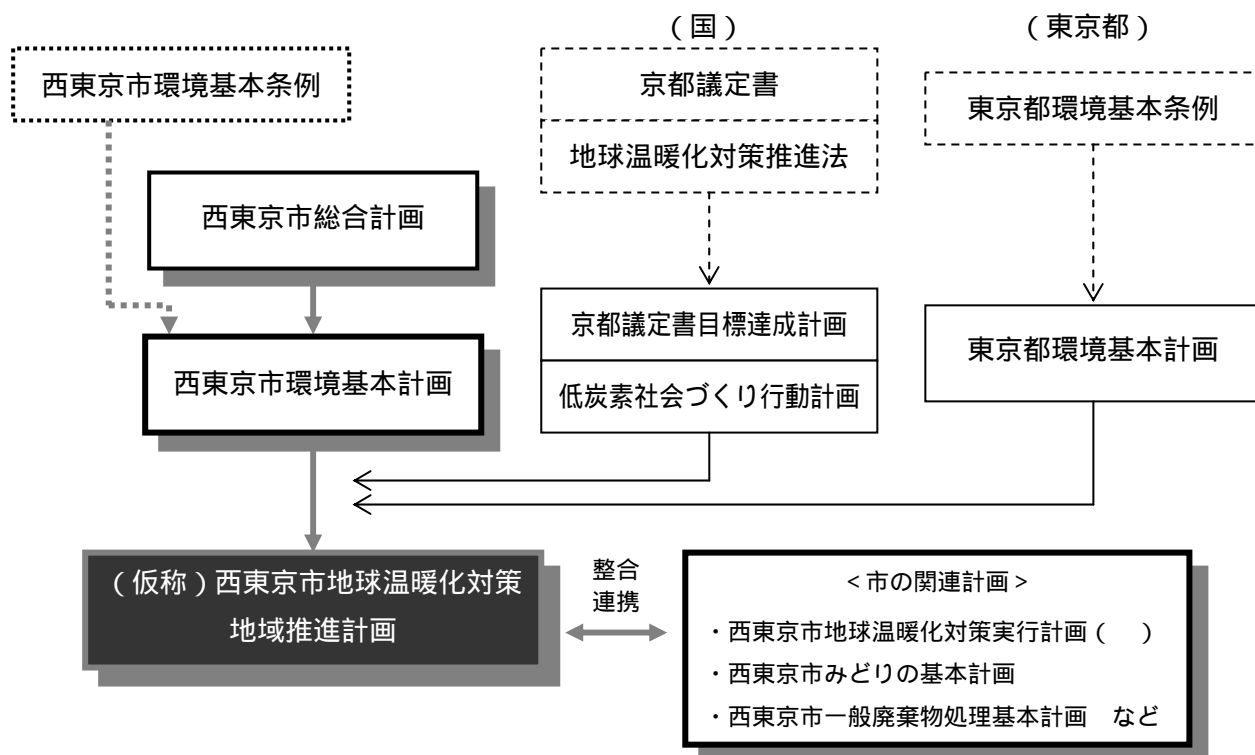 （国）
（東京都）
西東京市環境基本条例
京都議定書
地球温暖化対策推進法
東京都環境基本条例
西東京市総合計画
京都議定書目標達成計画
低炭素社会づくり行動計画
東京都環境基本計画
西東京市環境基本計画
（仮称）西東京市地球温暖化対策
地域推進計画
整合
連携
＜市の関連計画＞
・西東京市地球温暖化対策実行計画（　）
・西東京市みどりの基本計画
・西東京市一般廃棄物処理基本計画　など